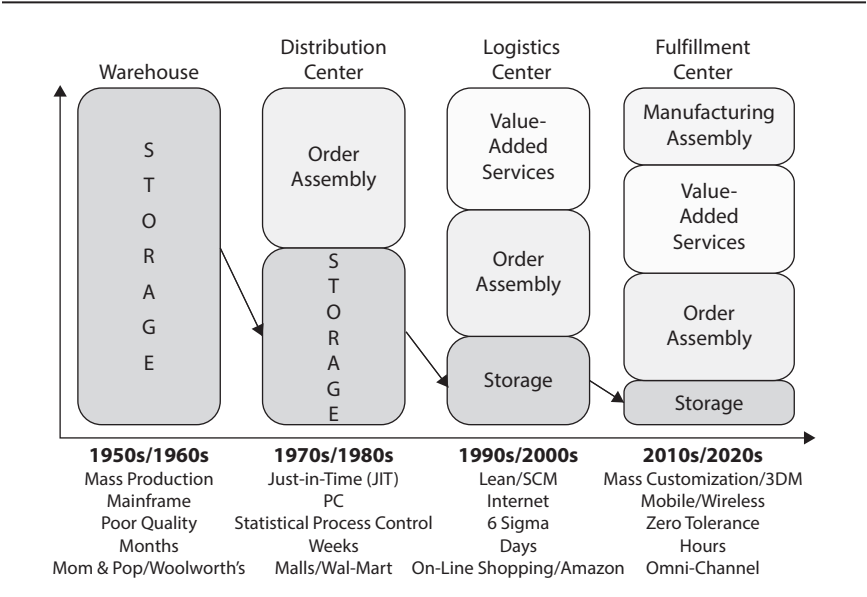 Warehouse
Distribution
Center
Logistics
Center
Fulfillment
Center
S
T
O
R
A
G
E
Order
Assembly
S
T
O
R
A
G
E
Value-
Added
Services
Order
Assembly
Storage
Manufacturing
Assembly
Value-
Added
Services
Order
Assembly
Storage
1950s/1960s
Mass Production
Mainframe
Poor Quality
Months
Mom & Pop/Woolworth's
1970s/1980s
Just-in-Time (JIT)
PC
Statistical Process Control
Weeks
Malls/Wal-Mart
1990s/2000s
Lean/SCM
Internet
6 Sigma
Days
On-Line Shopping/Amazon
2010s/2020s
Mass Customization/3DM
Mobile/Wireless
Zero Tolerance
Hours
Omni-Channel